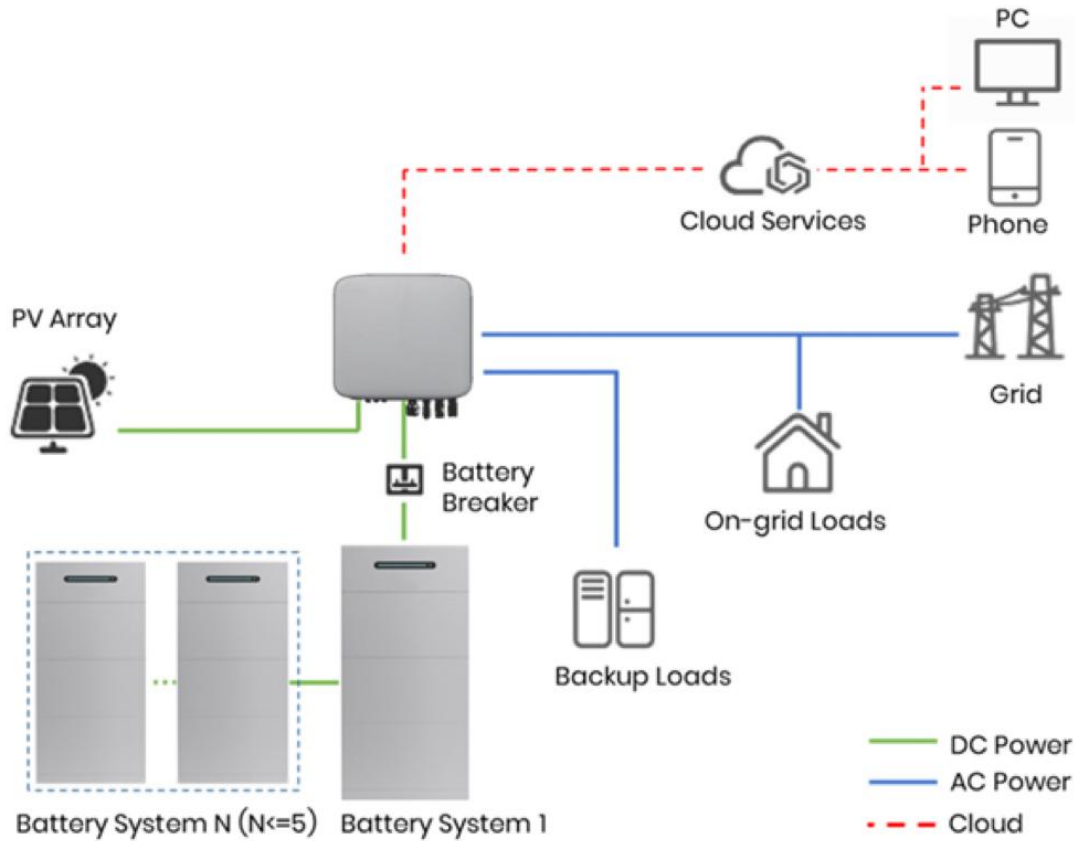 PC
Cloud Services
Phone
PV Array
Grid
Battery
Breaker
On-grid Loads
Backup Loads
Battery System N (N<=5)
Battery System 1
DC Power
AC Power
Cloud